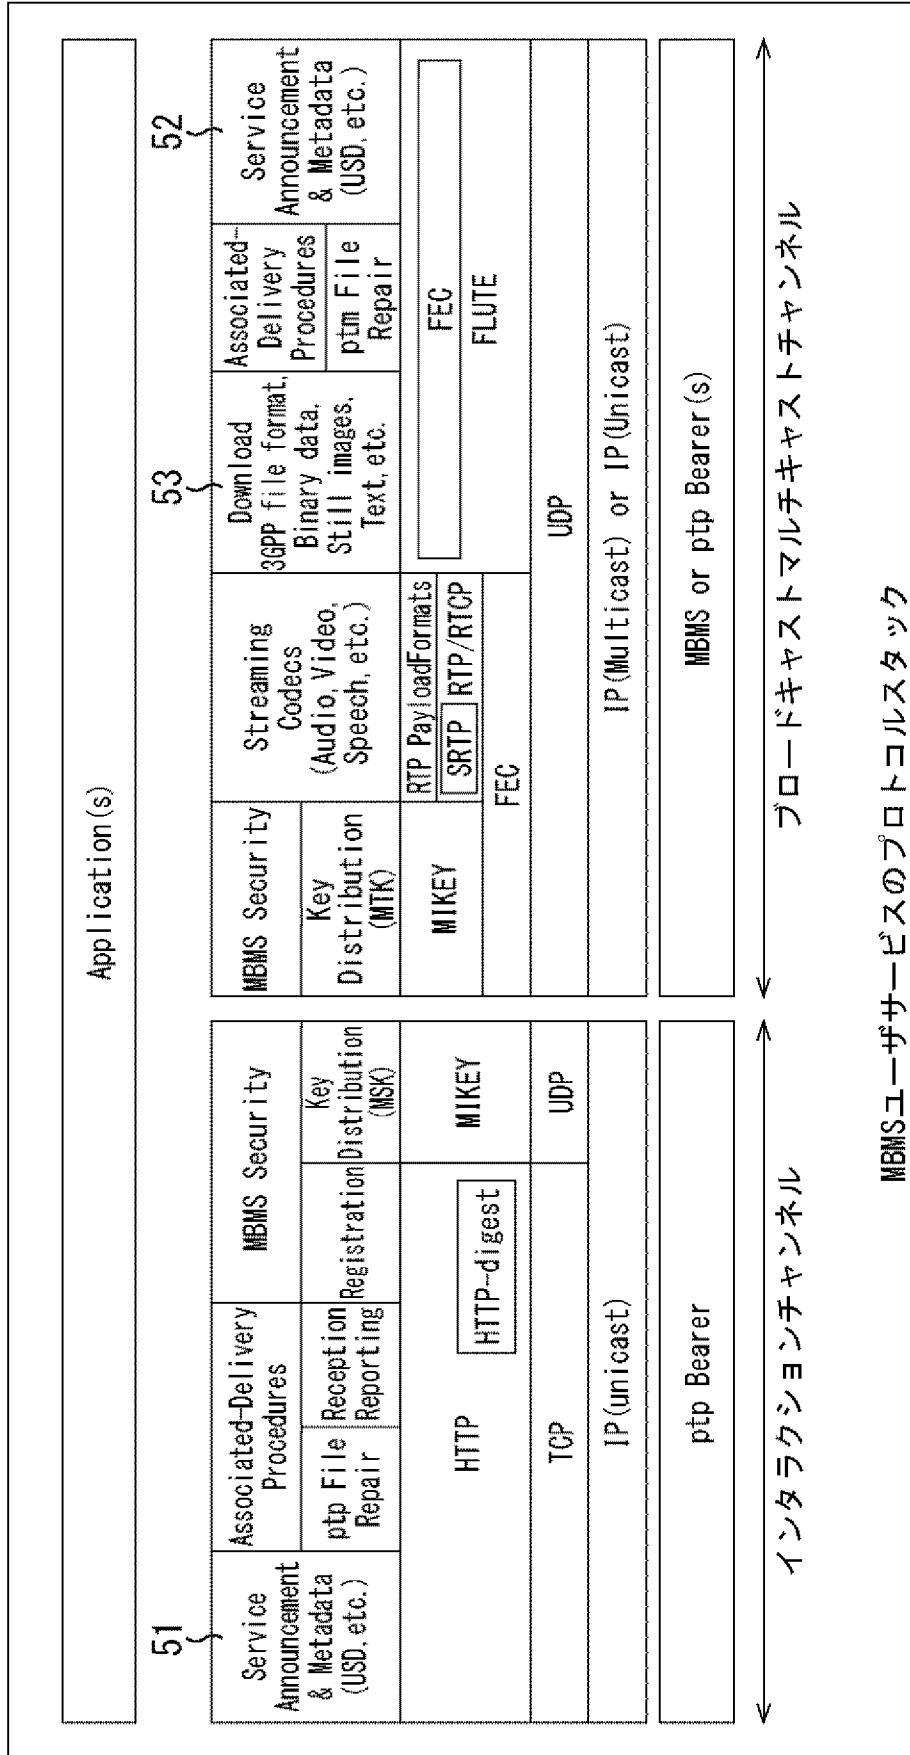 Application(s)
51
52
53
Service
Announcement
& Metadata
(USD,etc.)
Associated-Delivery
Procedures
ptp File
Repair
Reception
Reporting
MBMS Security
Registration
Key
Distribution
(MSK)
HTTP
HTTP-digest
MIKEY
TCP
UDP
IP(unicast)
ptp Bearer
インタラクションチャンネル
MBMS Security
Key
Distribution
(MTK)
Streaming
Codecs
(Audio,Video,
Speech,etc.)
Download
3GPP file format,
Binary data,
Still images,
Text,etc.
Associated-
Delivery
Procedures
ptm File
Repair
Service
Announcement
& Metadata
(USD,etc.)
MIKEY
RTP PayloadFormats
SRTP
RTP/RTCP
FEC
FEC
FLUTE
UDP
IP(Multicast) or IP(Unicast)
MBMS or ptp Bearer(s)
ブロードキャストマルチキャストチャンネル
MBMSユーザサービスのプロトコルスタック